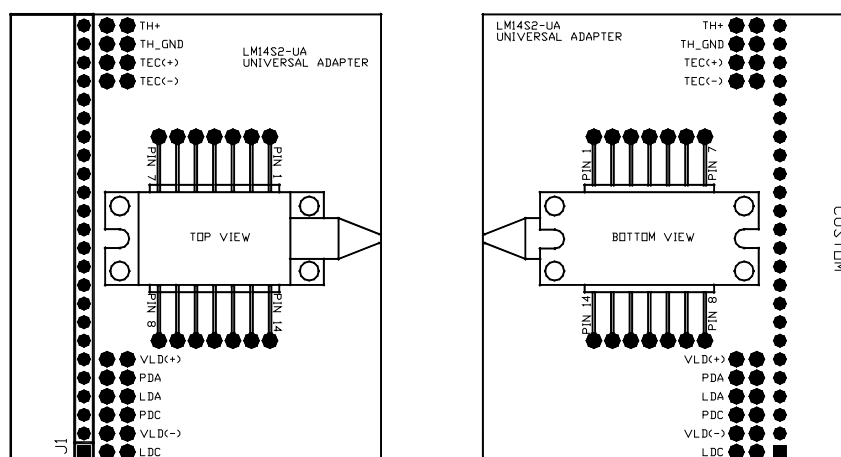 TH+
TH_GND
TEC(+)
TEC(-)
LM14S2-UA
UNIVERSAL ADAPTER
PIN 7
PIN 1
TOP VIEW
PIN 8
PIN 14
VLD(+)
PDA
LDA
PDC
VLD(-)
LDC
J1
LM14S2-UA
UNIVERSAL ADAPTER
TH+
TH_GND
TEC(+)
TEC(-)
PIN 1
PIN 7
BOTTOM VIEW
PIN 14
PIN 8
VLD(+)
PDA
LDA
PDC
VLD(-)
LDC